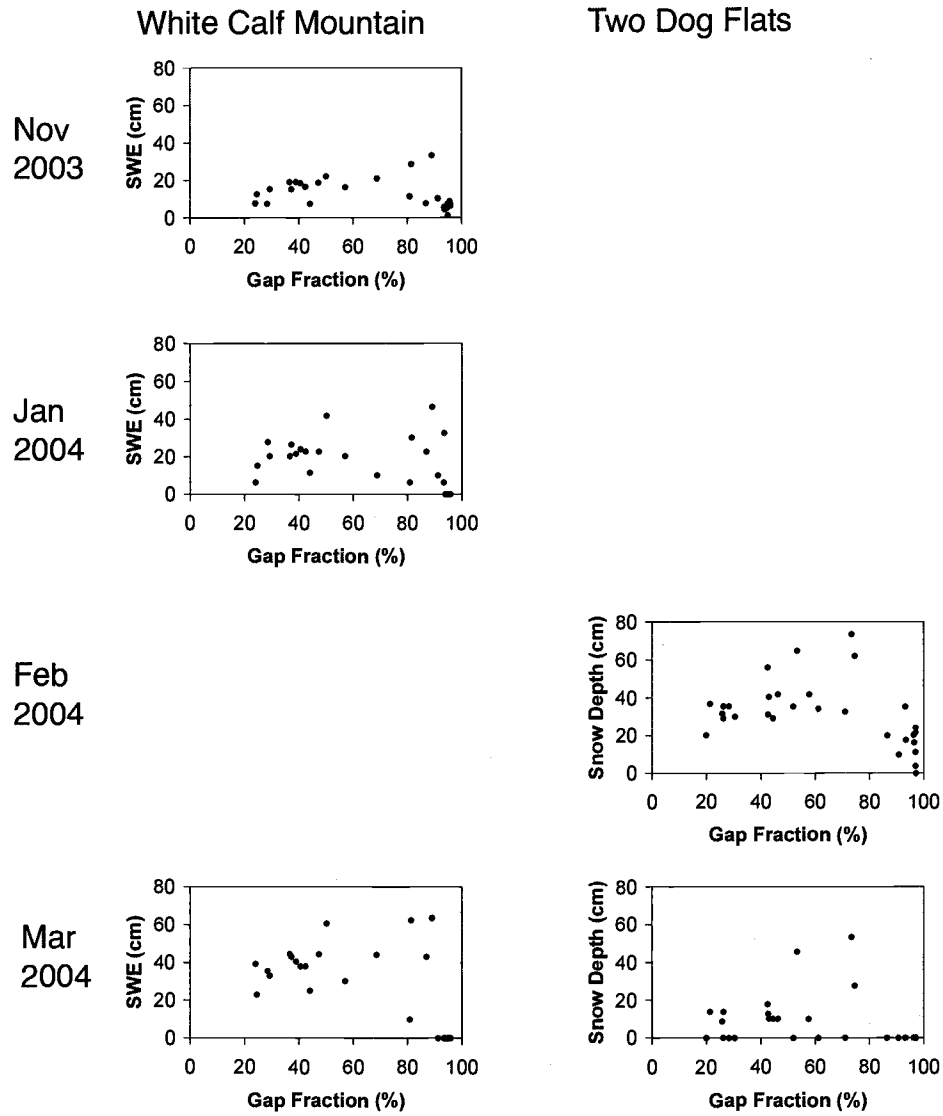 White Calf Mountain
Two Dog Flats
Nov
2003
SWE (cm)
80
60
40
20
0
0 20 40 60 80 100
Gap Fraction (%)
Jan
2004
SWE (cm)
80
60
40
20
0
0 20 40 60 80 100
Gap Fraction (%)
Feb
2004
Snow Depth (cm)
80
60
40
20
0
0 20 40 60 80 100
Gap Fraction (%)
Mar
2004
SWE (cm)
80
60
40
20
0
0 20 40 60 80 100
Gap Fraction (%)
Snow Depth (cm)
80
60
40
20
0
0 20 40 60 80 100
Gap Fraction (%)